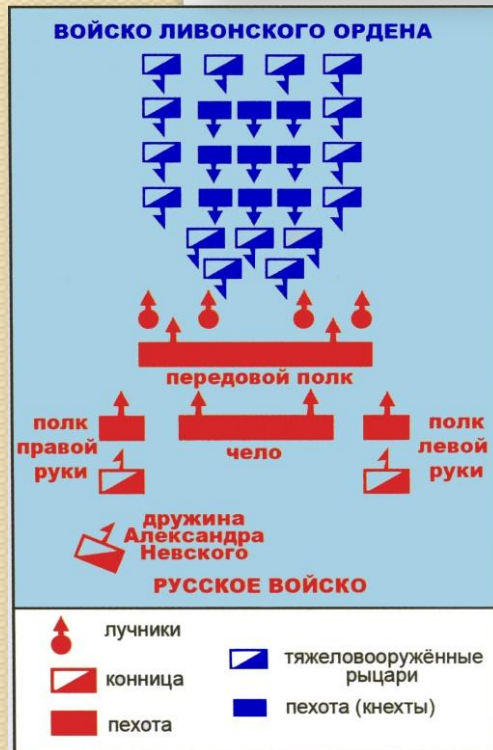 ВОЙСКО ЛИВОНСКОГО ОРДЕНА
передовой полк
полк
правой
руки
чело
полк
левой
руки
дружина
Александра
Невского
РУССКОЕ ВОЙСКО
лучники
конница
пехота
тяжеловооружённые
рыцари
пехота (кнехты)